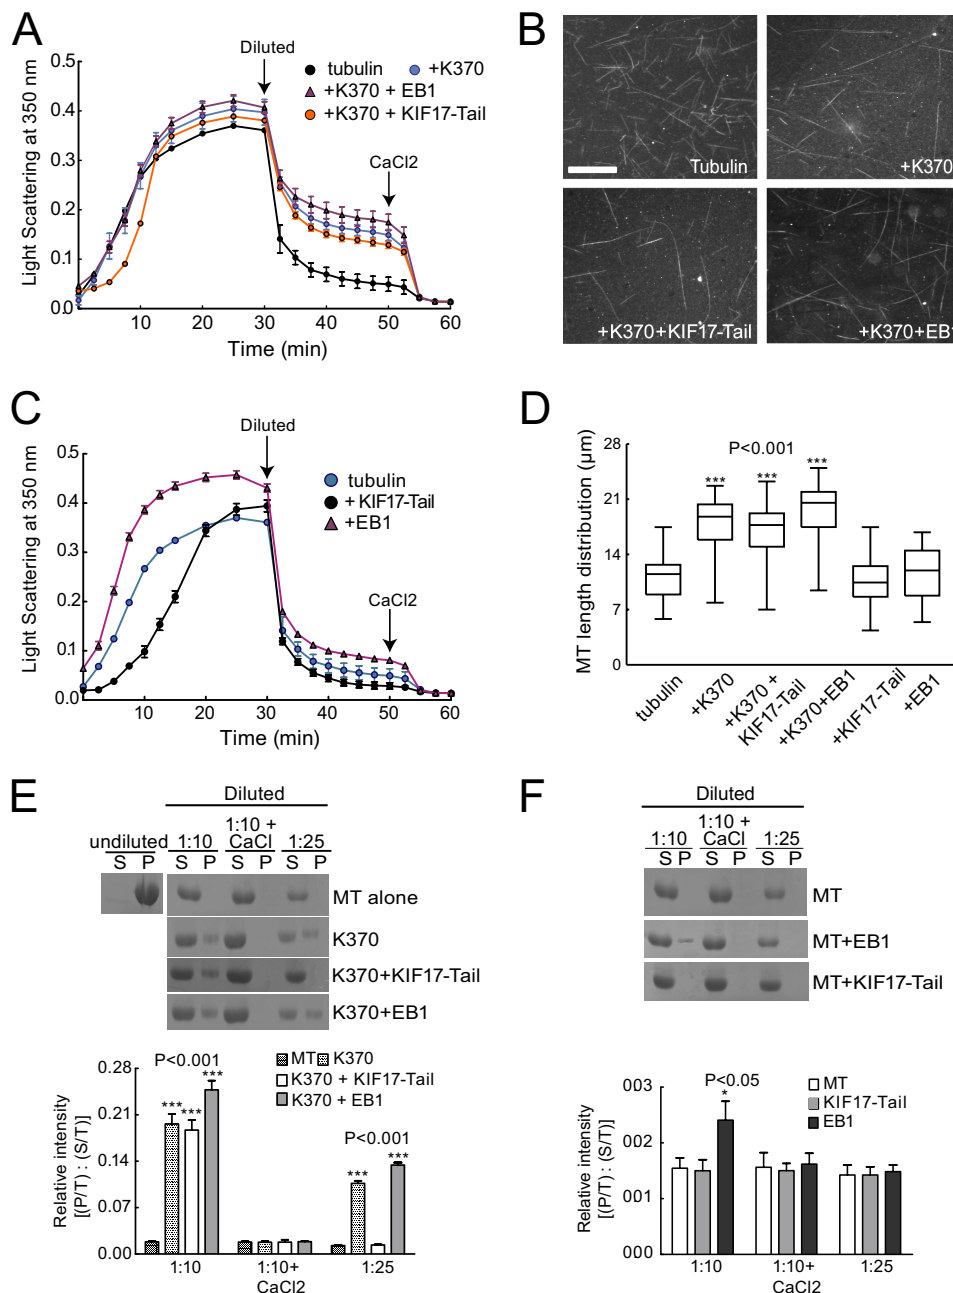 A
Diluted
tubulin +K370
+K370 + EB1
+K370 + KIF17-Tail
CaCl2
Light Scattering at 350 nm
0.5
0.4
0.3
0.2
0.1
0.0
10 20 30 40 50 60
Time (min)
B
Tubulin
+K370
+K370+KIF17-Tail
+K370+EB1
C
Diluted
tubulin
+ KIF17-Tail
+EB1
CaCl2
Light Scattering at 350 nm
0.5
0.4
0.3
0.2
0.1
0.0
10 20 30 40 50 60
Time (min)
D
MT length distribution (µm)
28
21
14
7
P<0.001
*** *** ***
tubulin
+K370
+K370 +
KIF17-Tail
+K370+EB1
+KIF17-Tail
+EB1
E
Diluted
undiluted 1:10 1:10 + CaCl 1:25
S P S P S P S P
MT alone
K370
K370+KIF17-Tail
K370+EB1
P<0.001
MT K370
K370 + KIF17-Tail
K370 + EB1
*** *** ***
P<0.001
*** ***
Relative intensity
[(P/T) : (S/T)]
0.28
0.21
0.14
0.07
0.00
1:10 1:10+ CaCl2 1:25
F
Diluted
1:10 1:10 + CaCl 1:25
S P S P S P
MT
MT+EB1
MT+KIF17-Tail
P<0.05
*
MT
KIF17-Tail
EB1
Relative intensity
[(P/T) : (S/T)]
003
002
001
000
1:10 1:10+ CaCl2 1:25